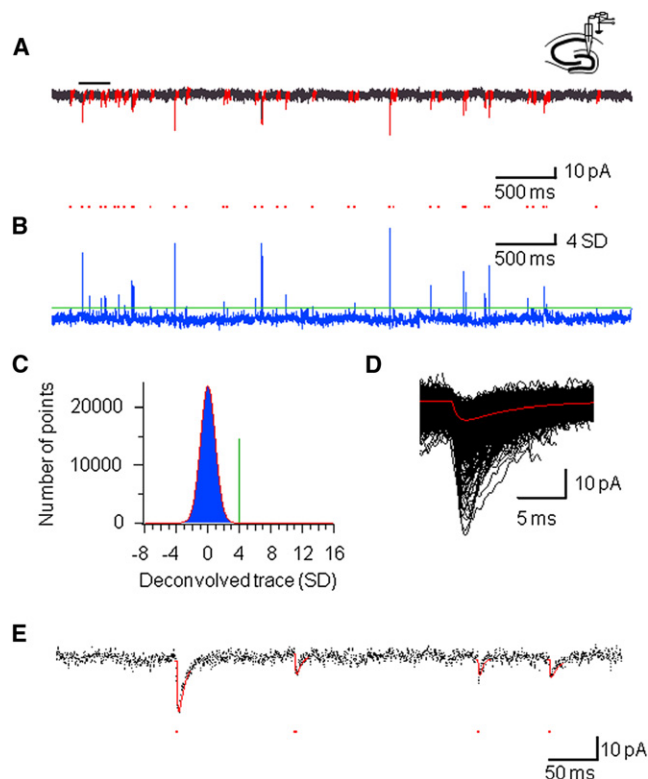 A
10 pA
500 ms
B
4 SD
500 ms
C
D
Number of points
20000
10000
0
-8 -4 0 4 8 12 16
Deconvolved trace (SD)
10 pA
5 ms
E
10 pA
50 ms